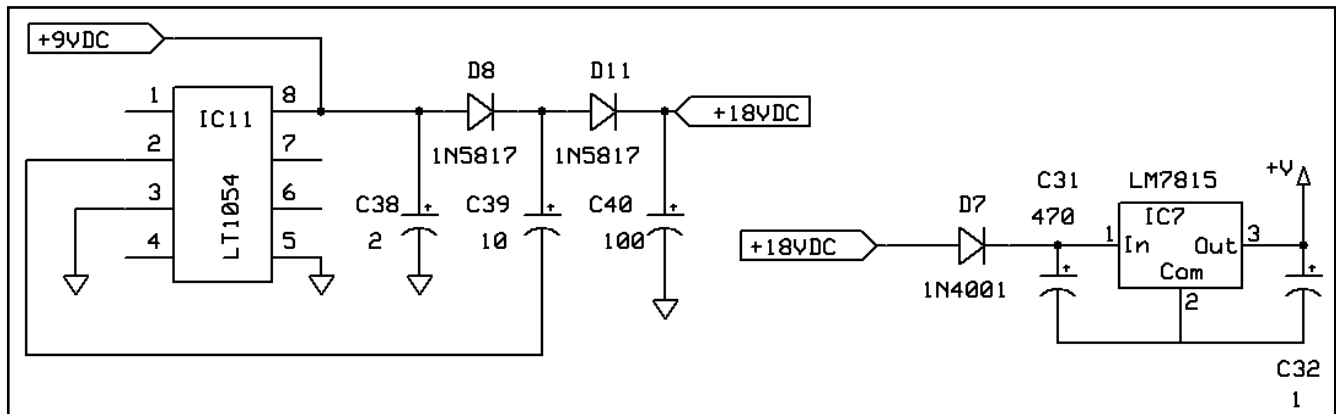 +9VDC
D8
D11
1
8
IC11
+18VDC
2
7
1N5817
1N5817
3
6
LT1054
C38
2
C39
10
C40
100
4
5
C31
470
LM7815
+V
D7
IC7
+18VDC
1
In
Out
3
Com
1N4001
2
C32
1